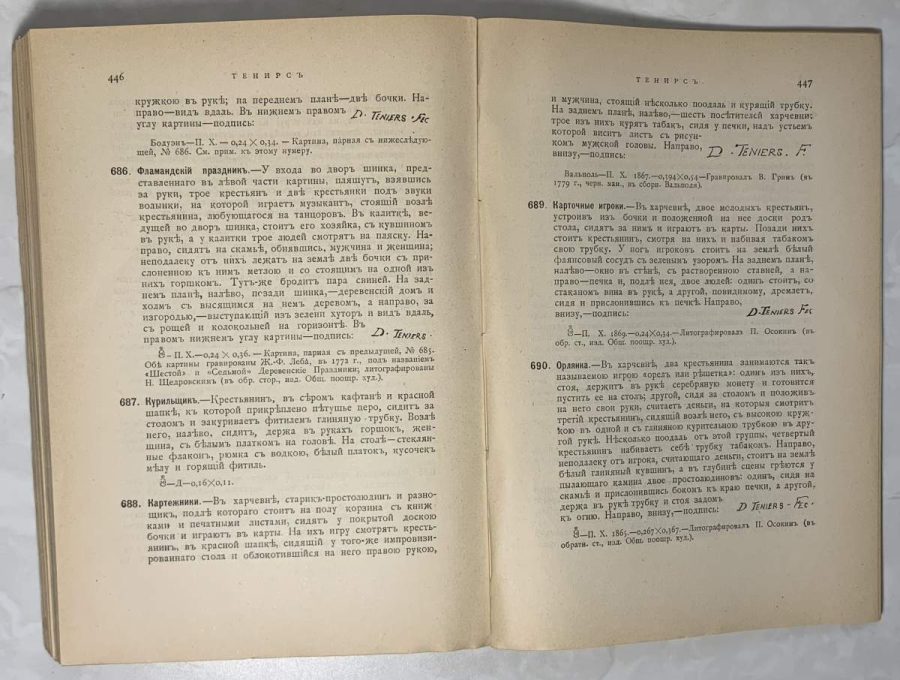 446
ТЕНИРСЪ
кружкою въ рукѣ; на переднемъ планѣ—двѣ бочки. На-
право—видъ вдаль. Въ нижнемъ правомъ
углу картины—подпись:
D. TENIERS. FEC
Бодуэнъ—П. Х. — 0,24 × 0,34. — Картина, парная съ нижеслѣду-
ющей, № 686. См. прим. къ этому нумеру.
686. Фламандскій праздникъ.—У входа во дворъ шинка, пред-
ставленнаго въ лѣвой части картины, пляшутъ, взявшись
за руки, трое крестьянъ и двѣ крестьянки подъ звуки
волынки, на которой играетъ музыкантъ, стоящій возлѣ
крестьянина, любующагося на танцоровъ. Въ калиткѣ, ве-
дущей во дворъ шинка, стоитъ его хозяйка, съ кувшиномъ
въ рукѣ, а у калитки трое людей смотрятъ на пляску. На-
право, сидятъ на скамьѣ, обнявшись, мужчина и женщина;
неподалеку отъ нихъ лежатъ на землѣ двѣ бочки съ при-
слоненною къ нимъ метлою и со стоящимъ на одной изъ
нихъ горшкомъ. Тутъ-же бродитъ пара свиней. На зад-
немъ планѣ, налѣво, позади шинка,—деревенскій домъ и
холмъ съ высящимся на немъ деревомъ, а направо, за
изгородью,—выступающій изъ зелени хуторъ и видъ вдаль,
съ рощей и колокольней на горизонтѣ. Въ
правомъ нижнемъ углу картины—подпись:
D. TENIERS.
П. Х.—0,24 × 0,36. — Картина, парная съ предыдущей, № 685.
Обѣ картины гравированы Ж.-Ф. Леба, въ 1772 г., подъ названіемъ
«Шестой» и «Седьмой» Деревенскіе Праздники; литографированы
Н. Щедровскимъ (въ обр. стор., изд. Общ. поощр. худ.).
687. Курильщикъ.—Крестьянинъ, въ сѣромъ кафтанѣ и красной
шапкѣ, къ которой прикрѣплено пѣтушье перо, сидитъ за
столомъ и закуриваетъ фитилемъ глиняную трубку. Возлѣ
него, налѣво, сидитъ, держа въ рукахъ горшокъ, жен-
щина, съ бѣлымъ платкомъ на головѣ. На столѣ—стеклян-
ные флаконъ, рюмка съ водкою, бѣлый платокъ, кусочекъ
мѣлу и горящій фитиль.
—Д—0,16×0,11.
688. Картежники.—Въ харчевнѣ, старикъ-простолюдинъ и разно-
щикъ, подлѣ котораго стоитъ на полу корзина съ книж-
ками и печатными листами, сидятъ у покрытой доскою
бочки и играютъ въ карты. На ихъ игру смотрятъ кресть-
янинъ, въ красной шапкѣ, сидящій у того-же импровизи-
рованнаго стола и облокотившійся на него правою рукою,
ТЕНИРСЪ
447
и мужчина, стоящій нѣсколько поодаль и курящій трубку.
На заднемъ планѣ, налѣво,—шесть посѣтителей харчевни:
трое изъ нихъ курятъ табакъ, сидя у печки, надъ устьемъ
которой виситъ листъ съ рисун-
комъ мужской головы. Направо,
внизу,—подпись:
D. TENIERS. F.
Вальполь—П. Х. 1867.—0,194×0,54—Гравировалъ В. Громъ (въ
1779 г., черн. ман., въ сборн. Вальполя).
689. Карточные игроки.—Въ харчевнѣ, двое молодыхъ крестьянъ,
устроивъ изъ бочки и положенной на нее доски родъ
стола, сидятъ за нимъ и играютъ въ карты. Позади нихъ
стоитъ крестьянинъ, смотря на нихъ и набивая табакомъ
свою трубку. У ногъ игроковъ стоитъ на землѣ бѣлый
фаянсовый сосудъ съ зеленымъ узоромъ. На заднемъ планѣ,
налѣво—окно въ стѣнѣ, съ растворенною ставней, а на-
право—печка и, подлѣ нея, двое людей: одинъ стоитъ, со
стаканомъ вина въ рукѣ, а другой, повидимому, дремлетъ,
сидя и прислонившись къ печкѣ. Направо,
внизу,—подпись:
D. TENIERS FEC
—П. Х. 1869.—0,24×0,34.—Литографировалъ П. Осокинъ (въ
обр. ст., изд. Общ. поощр. худ.).
690. Орлянка.—Въ харчевнѣ, два крестьянина занимаются такъ
называемою игрою «орелъ или рѣшетка»: одинъ изъ нихъ,
стоя, держитъ въ рукѣ серебряную монету и готовится
пустить ее на столъ; другой, сидя за столомъ и положивъ
на него свои руки, считаетъ деньги, на которыя смотритъ
третій крестьянинъ, сидящій возлѣ него, съ высокою круж-
кою въ одной и съ глиняною курительною трубкою въ дру-
гой рукѣ. Нѣсколько поодаль отъ этой группы, четвертый
крестьянинъ набиваетъ себѣ трубку табакомъ. Направо,
неподалеку отъ игрока, считающаго деньги, стоитъ на землѣ
бѣлый глиняный кувшинъ, а въ глубинѣ сцены грѣются у
пылающаго камина двое простолюдиновъ: одинъ, сидя на
скамьѣ и прислонившись бокомъ къ краю печки, а другой,
держа въ рукѣ трубку и стоя задомъ
къ огню. Направо, внизу,—подпись
D TENIERS - FEC.
—П. Х. 1865.—0,267×0,167.—Литографировалъ П. Осокинъ (въ
обратн. ст., изд. Общ. поощр. худ.).